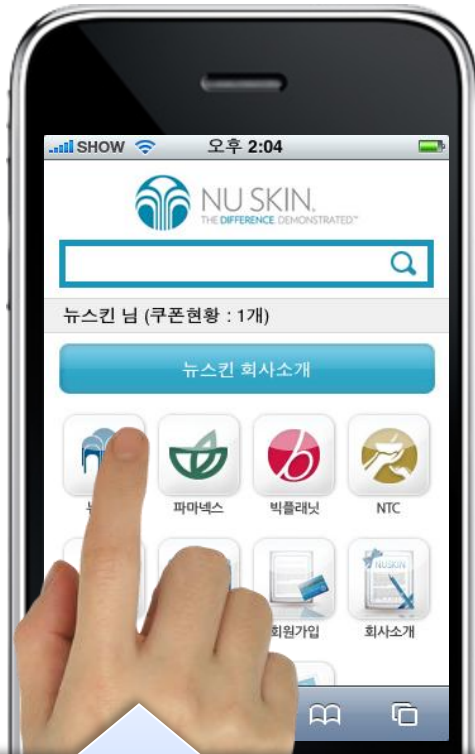 SHOW 오후 2:04
NU SKIN.
THE DIFFERENCE. DEMONSTRATED.™
뉴스킨 님 (쿠폰현황 : 1개)
뉴스킨 회사소개
파마넥스 빅플래닛 NTC
NUSKIN
회원가입 회사소개